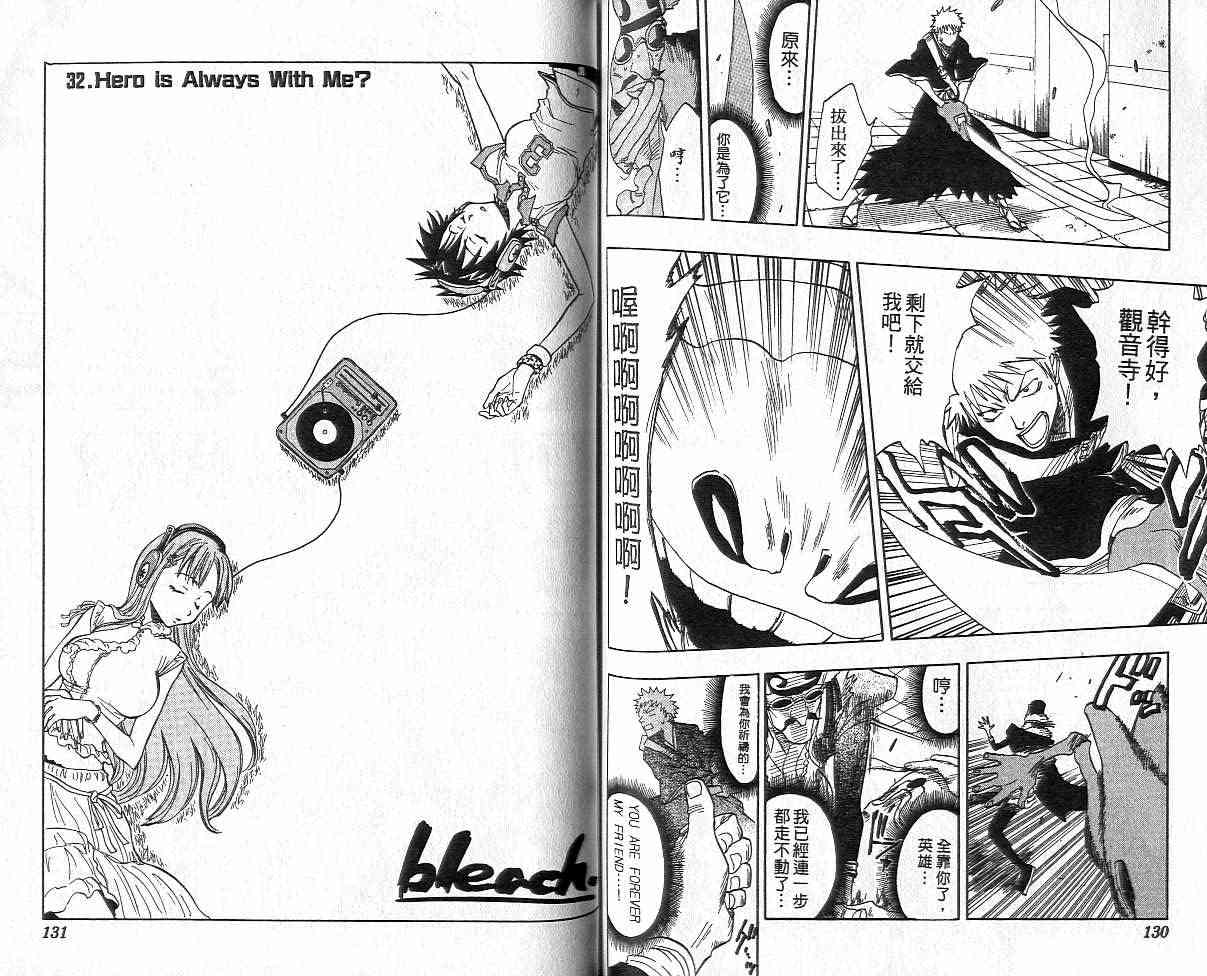 拔出來了…
原來…
你是為了它…
哼…
幹得好，
觀音寺！
剩下就交給
我吧！
喔啊啊啊啊啊啊啊啊！
哼…
全靠你了，
英雄…
我已經連一步
都走不動了…
我會為你祈禱的…
YOU ARE FOREVER
MY FRIEND……
130
32.Hero is Always With Me?
bleach.
131